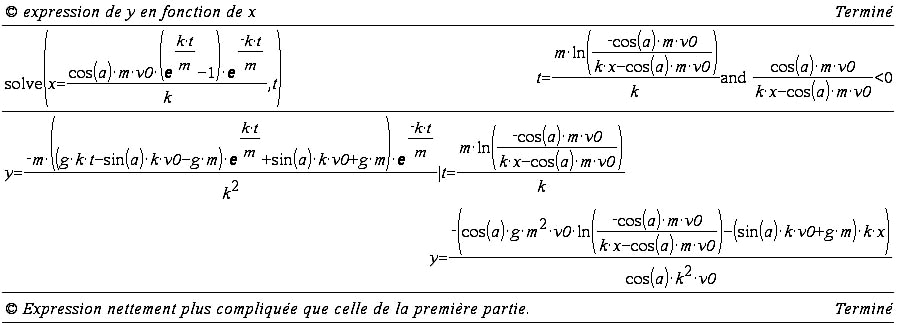 © expression de y en fonction de x Terminé
solve(x=(cos(a)·m·v0·(e^(k·t/m)-1)·e^(-k·t/m))/k,t) t=(m·ln((-cos(a)·m·v0)/(k·x-cos(a)·m·v0)))/k and (cos(a)·m·v0)/(k·x-cos(a)·m·v0)<0
y=(-m·((g·k·t-sin(a)·k·v0-g·m)·e^(k·t/m)+sin(a)·k·v0+g·m)·e^(-k·t/m))/k^2|t=(m·ln((-cos(a)·m·v0)/(k·x-cos(a)·m·v0)))/k
y=(-(cos(a)·g·m^2·v0·ln((-cos(a)·m·v0)/(k·x-cos(a)·m·v0))-(sin(a)·k·v0+g·m)·k·x))/(cos(a)·k^2·v0)
© Expression nettement plus compliquée que celle de la première partie. Terminé